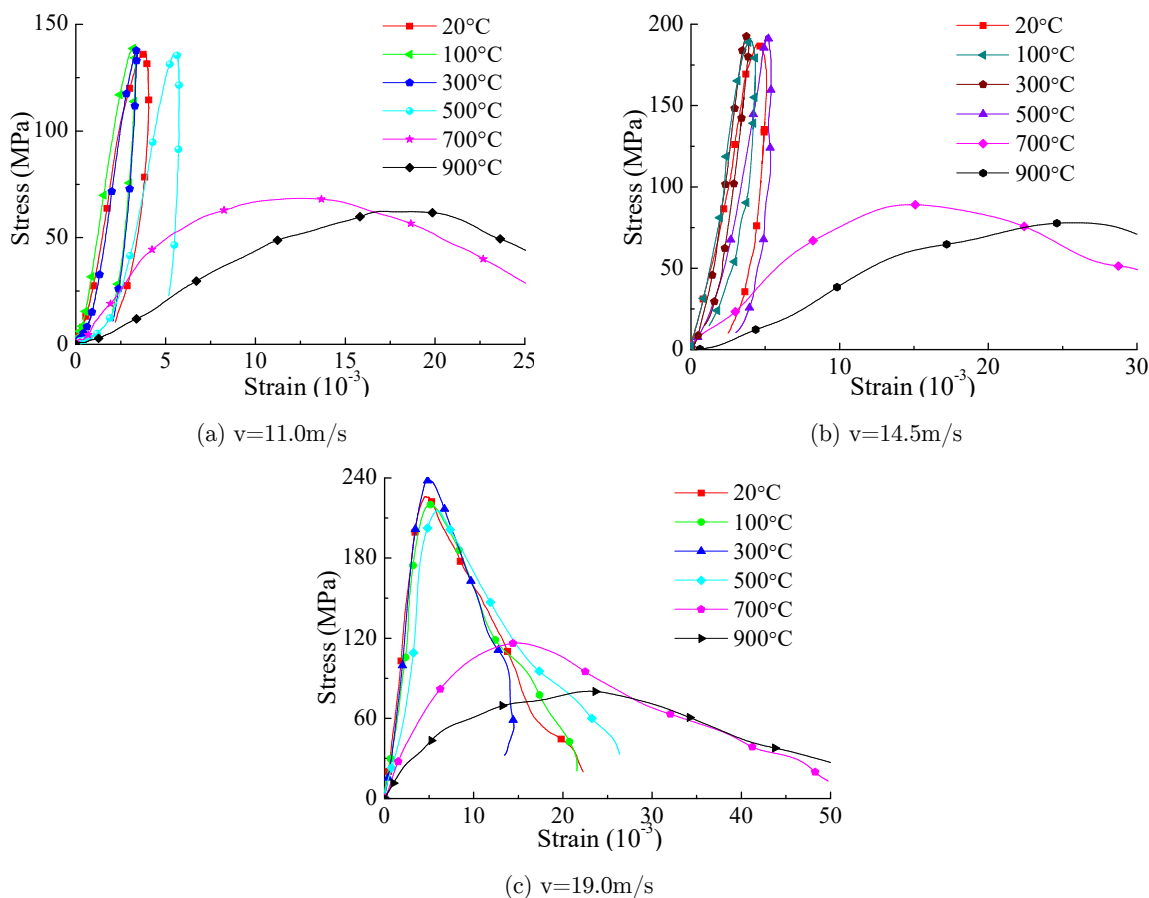 150
100
50
0
Stress (MPa)
0 5 10 15 20 25
Strain (10-3)
20°C
100°C
300°C
500°C
700°C
900°C
(a) v=11.0m/s
200
150
100
50
0
Stress (MPa)
0 10 20 30
Strain (10-3)
20°C
100°C
300°C
500°C
700°C
900°C
(b) v=14.5m/s
240
180
120
60
0
Stress (MPa)
0 10 20 30 40 50
Strain (10-3)
20°C
100°C
300°C
500°C
700°C
900°C
(c) v=19.0m/s